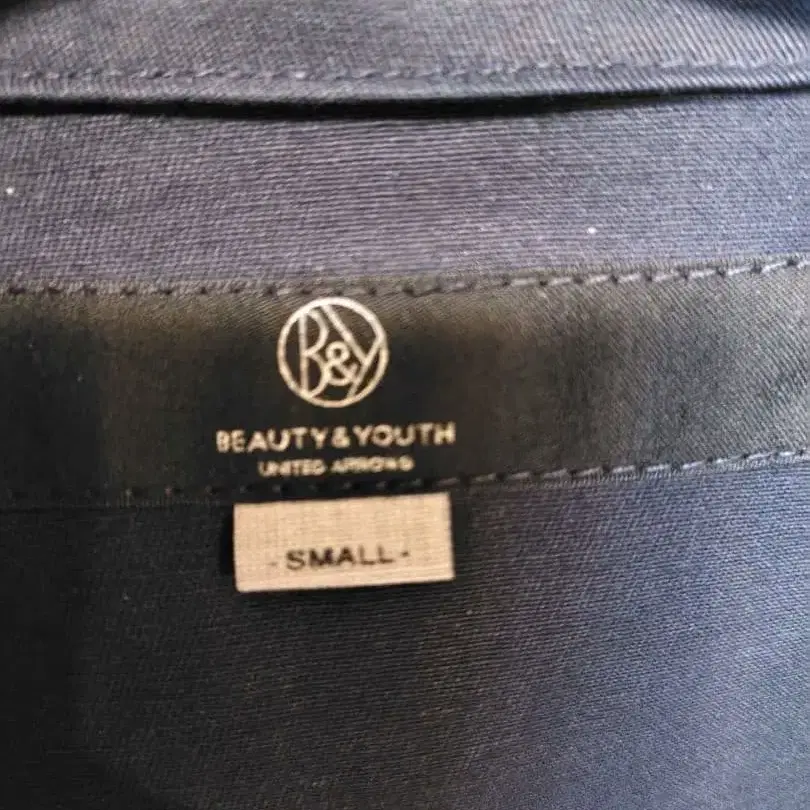 B&Y
BEAUTY&YOUTH
UNITED ARROWS
- SMALL -